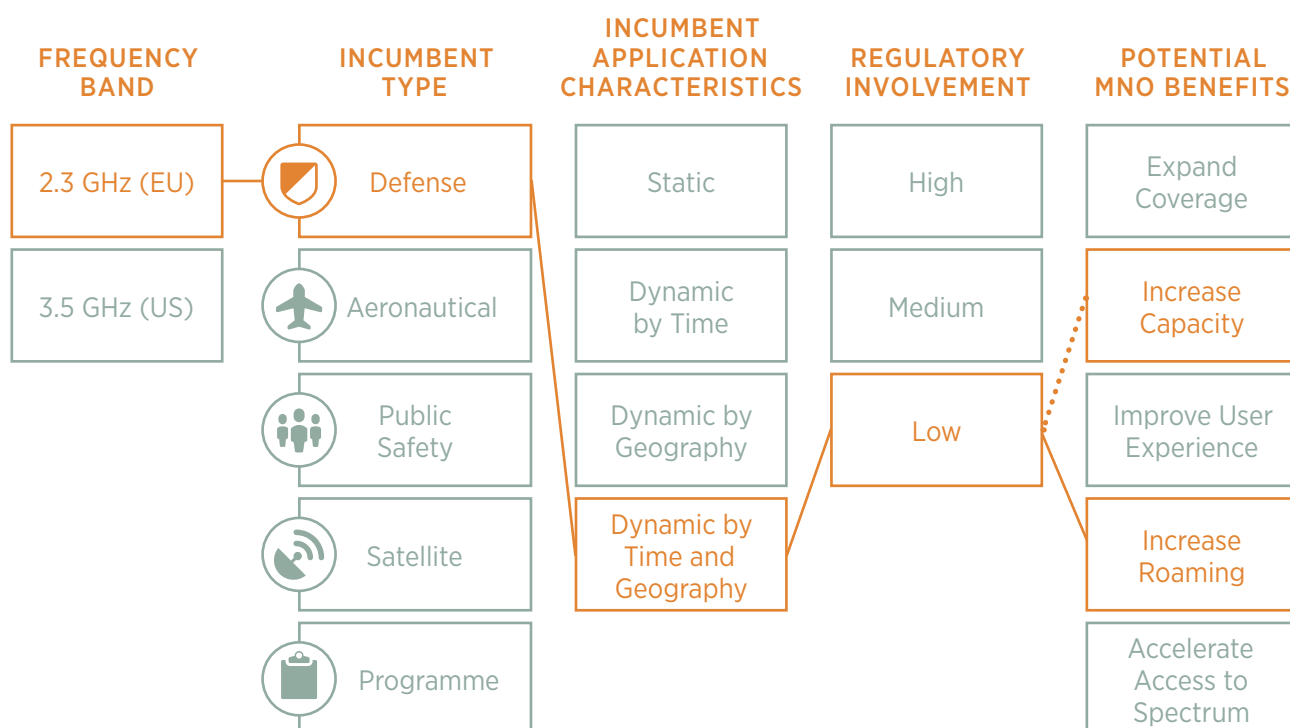 FREQUENCY
BAND
INCUMBENT
TYPE
INCUMBENT
APPLICATION
CHARACTERISTICS
REGULATORY
INVOLVEMENT
POTENTIAL
MNO BENEFITS
2.3 GHz (EU)
3.5 GHz (US)
Defense
Aeronautical
Public
Safety
Satellite
Programme
Static
Dynamic
by Time
Dynamic by
Geography
Dynamic by
Time and
Geography
High
Medium
Low
Expand
Coverage
Increase
Capacity
Improve User
Experience
Increase
Roaming
Accelerate
Access to
Spectrum